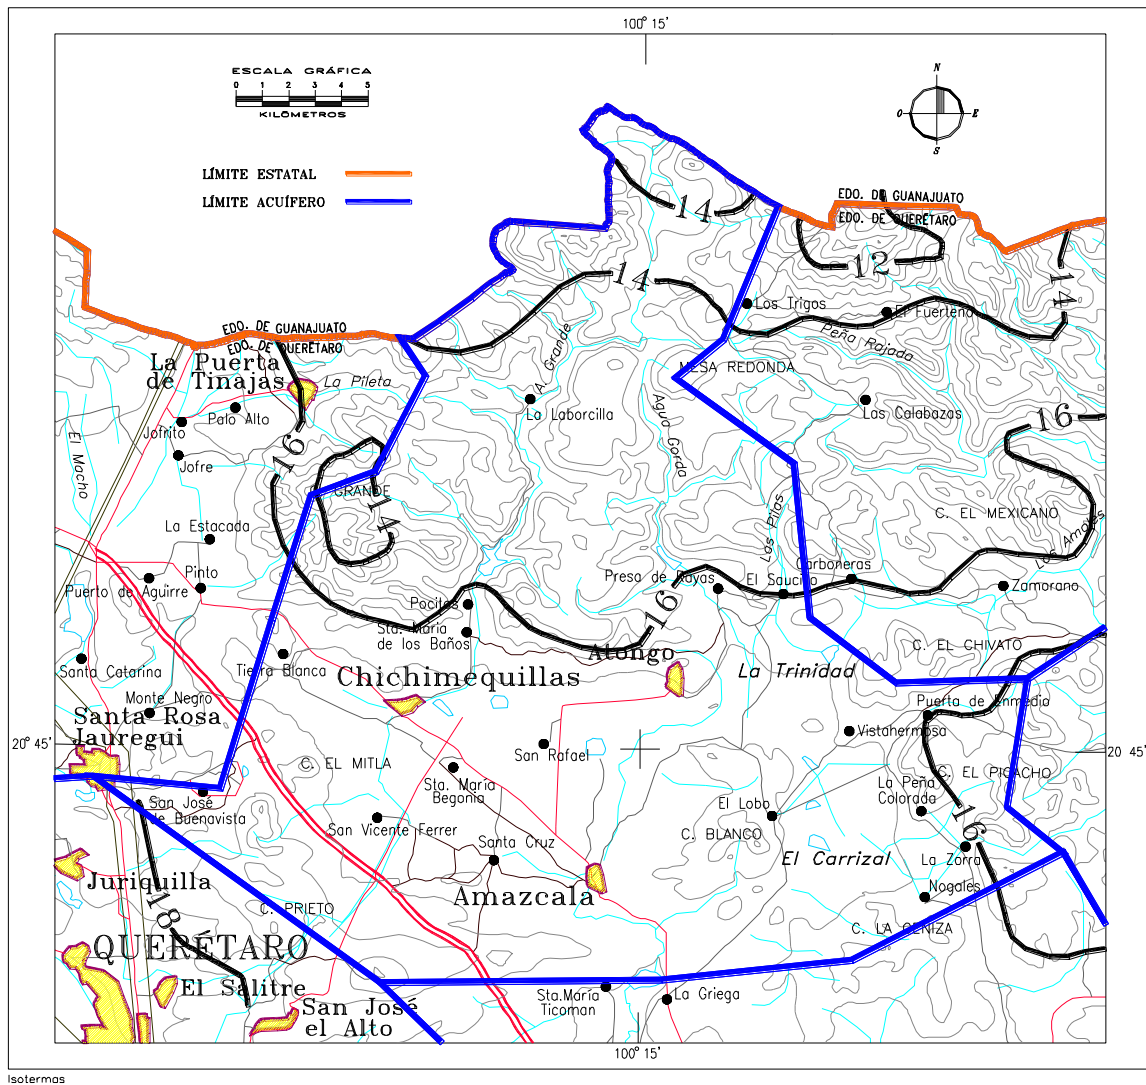 100° 15'
ESCALA GRÁFICA
0 1 2 3 4 5
KILÓMETROS
N
O E
S
LÍMITE ESTATAL
LÍMITE ACUÍFERO
EDO. DE GUANAJUATO
EDO. DE QUERÉTARO
14
12
14
14
Los Trigos
El Fuerteño
Peña Rajada
EDO. DE GUANAJUATO
EDO. DE QUERÉTARO
La Puerta
de Tinajas
La Pileta
A. Grande
MESA REDONDA
Palo Alto
La Laborcilla
Agua Gorda
Las Calabazas
16
Jofrito
El Macho
Jofre
16
GRANDE
14
Las Pilas
C. EL MEXICANO
Los Amoles
La Estacada
Pinto
Puerto de Aguirre
Presa de Rayas
El Saucillo
Carboneras
Zamorano
16
Pocitos
Sta. María
de los Baños
Santa Catarina
Tierra Blanca
Atongo
C. EL CHIVATO
Chichimequillas
La Trinidad
Monte Negro
Santa Rosa
Jauregui
Puerta de Enmedio
Vistahermosa
20° 45'
20° 45'
San Rafael
C. EL MITLA
Sta. María
Begonia
C. EL PICACHO
La Peña
Colorada
San José
de Buenavista
El Lobo
San Vicente Ferrer
C. BLANCO
16
Santa Cruz
El Carrizal
La Zorra
Juriquilla
Amazcala
Nogales
18
C. PRIETO
C. LA CENIZA
QUERÉTARO
El Salitre
Sta.María
Ticoman
La Griega
San José
el Alto
100° 15'
Isotermas